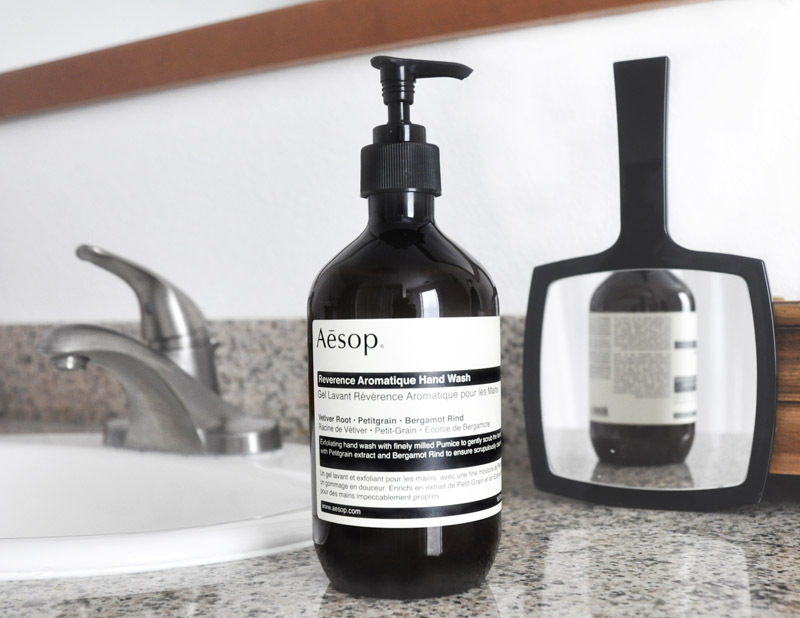 Aēsop®
Reverence Aromatique Hand Wash
Gel Lavant Révérence Aromatique pour les Mains
Vetiver Root • Petitgrain • Bergamot Rind
Racine de Vétiver • Petit-Grain • Ecorce de Bergamote
Exfoliating hand wash with finely milled Pumice to gently scrub the
with Petitgrain extract and Bergamot Rind to ensure scrupulously
Un gel lavant et exfoliant pour les mains, avec une fine mouture de
un gommage en douceur. Enrichi en extrait de Petit-Grain et
pour des mains impeccablement propres.
www.aesop.com